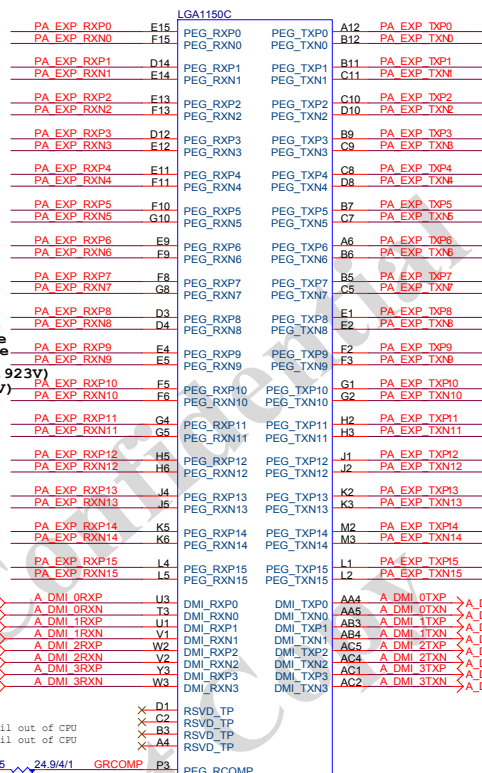 LGA1150C
PA_EXP_RXP0 E15 PEG_RXP0 PEG_TXP0 A12 PA_EXP_TXP0
PA_EXP_RXN0 F15 PEG_RXN0 PEG_TXN0 B12 PA_EXP_TXN0
PA_EXP_RXP1 D14 PEG_RXP1 PEG_TXP1 B11 PA_EXP_TXP1
PA_EXP_RXN1 E14 PEG_RXN1 PEG_TXN1 C11 PA_EXP_TXN1
PA_EXP_RXP2 E13 PEG_RXP2 PEG_TXP2 C10 PA_EXP_TXP2
PA_EXP_RXN2 F13 PEG_RXN2 PEG_TXN2 D10 PA_EXP_TXN2
PA_EXP_RXP3 D12 PEG_RXP3 PEG_TXP3 B9 PA_EXP_TXP3
PA_EXP_RXN3 E12 PEG_RXN3 PEG_TXN3 C9 PA_EXP_TXN3
PA_EXP_RXP4 E11 PEG_RXP4 PEG_TXP4 C8 PA_EXP_TXP4
PA_EXP_RXN4 F11 PEG_RXN4 PEG_TXN4 D8 PA_EXP_TXN4
PA_EXP_RXP5 F10 PEG_RXP5 PEG_TXP5 B7 PA_EXP_TXP5
PA_EXP_RXN5 G10 PEG_RXN5 PEG_TXN5 C7 PA_EXP_TXN5
PA_EXP_RXP6 E9 PEG_RXP6 PEG_TXP6 A6 PA_EXP_TXP6
PA_EXP_RXN6 F9 PEG_RXN6 PEG_TXN6 B6 PA_EXP_TXN6
PA_EXP_RXP7 F8 PEG_RXP7 PEG_TXP7 B5 PA_EXP_TXP7
PA_EXP_RXN7 G8 PEG_RXN7 PEG_TXN7 C5 PA_EXP_TXN7
PA_EXP_RXP8 D3 PEG_RXP8 PEG_TXP8 E1 PA_EXP_TXP8
PA_EXP_RXN8 D4 PEG_RXN8 PEG_TXN8 E2 PA_EXP_TXN8
e
e
PA_EXP_RXP9 E4 PEG_RXP9 PEG_TXP9 F2 PA_EXP_TXP9
PA_EXP_RXN9 E5 PEG_RXN9 PEG_TXN9 F3 PA_EXP_TXN9
923V)
V)
PA_EXP_RXP10 F5 PEG_RXP10 PEG_TXP10 G1 PA_EXP_TXP10
PA_EXP_RXN10 F6 PEG_RXN10 PEG_TXN10 G2 PA_EXP_TXN10
PA_EXP_RXP11 G4 PEG_RXP11 PEG_TXP11 H2 PA_EXP_TXP11
PA_EXP_RXN11 G5 PEG_RXN11 PEG_TXN11 H3 PA_EXP_TXN11
PA_EXP_RXP12 H5 PEG_RXP12 PEG_TXP12 J1 PA_EXP_TXP12
PA_EXP_RXN12 H6 PEG_RXN12 PEG_TXN12 J2 PA_EXP_TXN12
PA_EXP_RXP13 J4 PEG_RXP13 PEG_TXP13 K2 PA_EXP_TXP13
PA_EXP_RXN13 J5 PEG_RXN13 PEG_TXN13 K3 PA_EXP_TXN13
PA_EXP_RXP14 K5 PEG_RXP14 PEG_TXP14 M2 PA_EXP_TXP14
PA_EXP_RXN14 K6 PEG_RXN14 PEG_TXN14 M3 PA_EXP_TXN14
PA_EXP_RXP15 L4 PEG_RXP15 PEG_TXP15 L1 PA_EXP_TXP15
PA_EXP_RXN15 L5 PEG_RXN15 PEG_TXN15 L2 PA_EXP_TXN15
A_DMI_0RXP U3 DMI_RXP0 DMI_TXP0 AA4 A_DMI_0TXP
A_DMI_0RXN T3 DMI_RXN0 DMI_TXN0 AA5 A_DMI_0TXN
A_DMI_1RXP U1 DMI_RXP1 DMI_TXP1 AB3 A_DMI_1TXP
A_DMI_1RXN V1 DMI_RXN1 DMI_TXN1 AB4 A_DMI_1TXN
A_DMI_2RXP W2 DMI_RXP2 DMI_TXP2 AC5 A_DMI_2TXP
A_DMI_2RXN V2 DMI_RXN2 DMI_TXN2 AC4 A_DMI_2TXN
A_DMI_3RXP Y3 DMI_RXP3 DMI_TXP3 AC1 A_DMI_3TXP
A_DMI_3RXN W3 DMI_RXN3 DMI_TXN3 AC2 A_DMI_3TXN
D1 RSVD_TP
C2 RSVD_TP
il out of CPU B3 RSVD_TP
il out of CPU A4 RSVD_TP
5 24.9/4/1 GRCOMP P3 PEG_RCOMP
Confidential
Copy